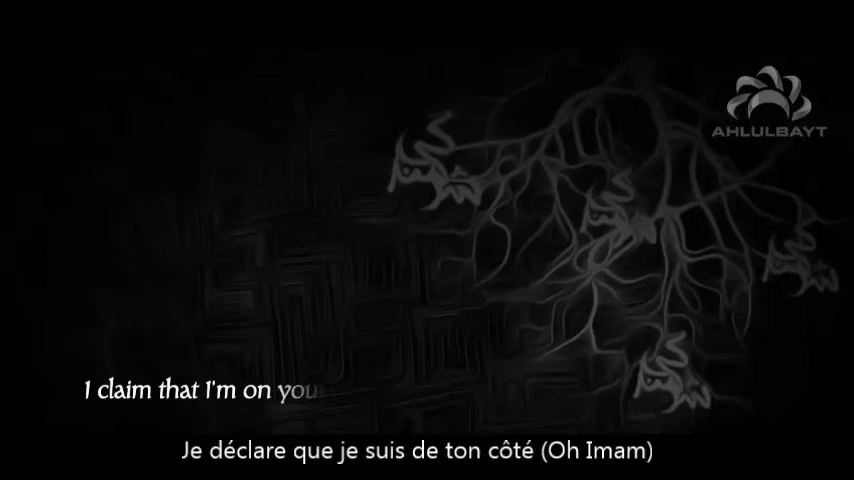 AHLULBAYT
I claim that I'm on you
Je déclare que je suis de ton côté (Oh Imam)